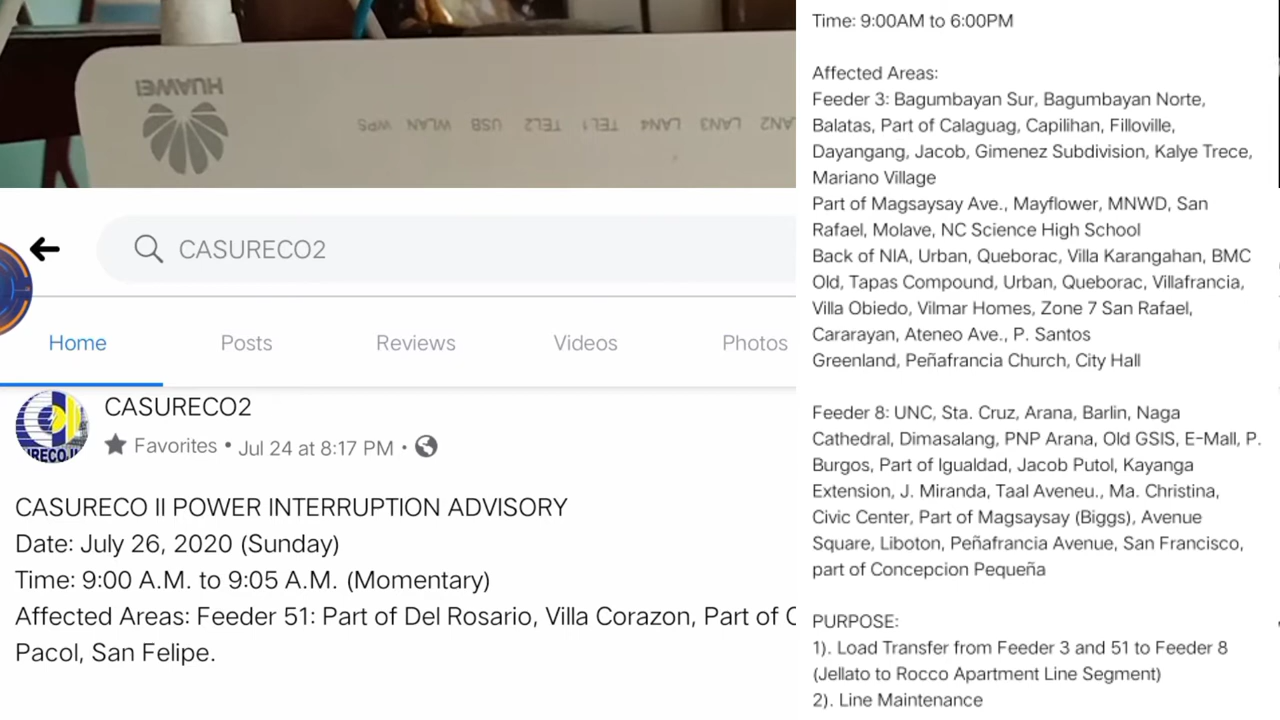 HUAWEI
WPS WLAN USB TEL2 TEL1 LAN4 LAN3 LAN2
CASURECO2
Home Posts Reviews Videos Photos
CASURECO2
Favorites • Jul 24 at 8:17 PM •
CASURECO II POWER INTERRUPTION ADVISORY
Date: July 26, 2020 (Sunday)
Time: 9:00 A.M. to 9:05 A.M. (Momentary)
Affected Areas: Feeder 51: Part of Del Rosario, Villa Corazon, Part of
Pacol, San Felipe.
Time: 9:00AM to 6:00PM
Affected Areas:
Feeder 3: Bagumbayan Sur, Bagumbayan Norte,
Balatas, Part of Calaguag, Capilihan, Filloville,
Dayangang, Jacob, Gimenez Subdivision, Kalye Trece,
Mariano Village
Part of Magsaysay Ave., Mayflower, MNWD, San
Rafael, Molave, NC Science High School
Back of NIA, Urban, Queborac, Villa Karangahan, BMC
Old, Tapas Compound, Urban, Queborac, Villafrancia,
Villa Obiedo, Vilmar Homes, Zone 7 San Rafael,
Cararayan, Ateneo Ave., P. Santos
Greenland, Peñafrancia Church, City Hall
Feeder 8: UNC, Sta. Cruz, Arana, Barlin, Naga
Cathedral, Dimasalang, PNP Arana, Old GSIS, E-Mall, P.
Burgos, Part of Igualdad, Jacob Putol, Kayanga
Extension, J. Miranda, Taal Aveneu., Ma. Christina,
Civic Center, Part of Magsaysay (Biggs), Avenue
Square, Liboton, Peñafrancia Avenue, San Francisco,
part of Concepcion Pequeña
PURPOSE:
1). Load Transfer from Feeder 3 and 51 to Feeder 8
(Jellato to Rocco Apartment Line Segment)
2). Line Maintenance